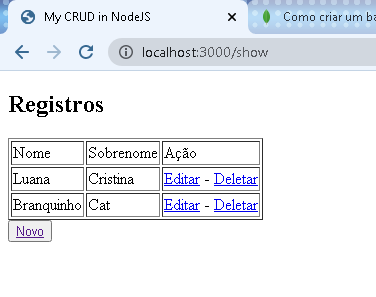 My CRUD in NodeJS
Como criar um ba
localhost:3000/show
Registros
Nome Sobrenome Ação
Luana Cristina Editar - Deletar
Branquinho Cat Editar - Deletar
Novo